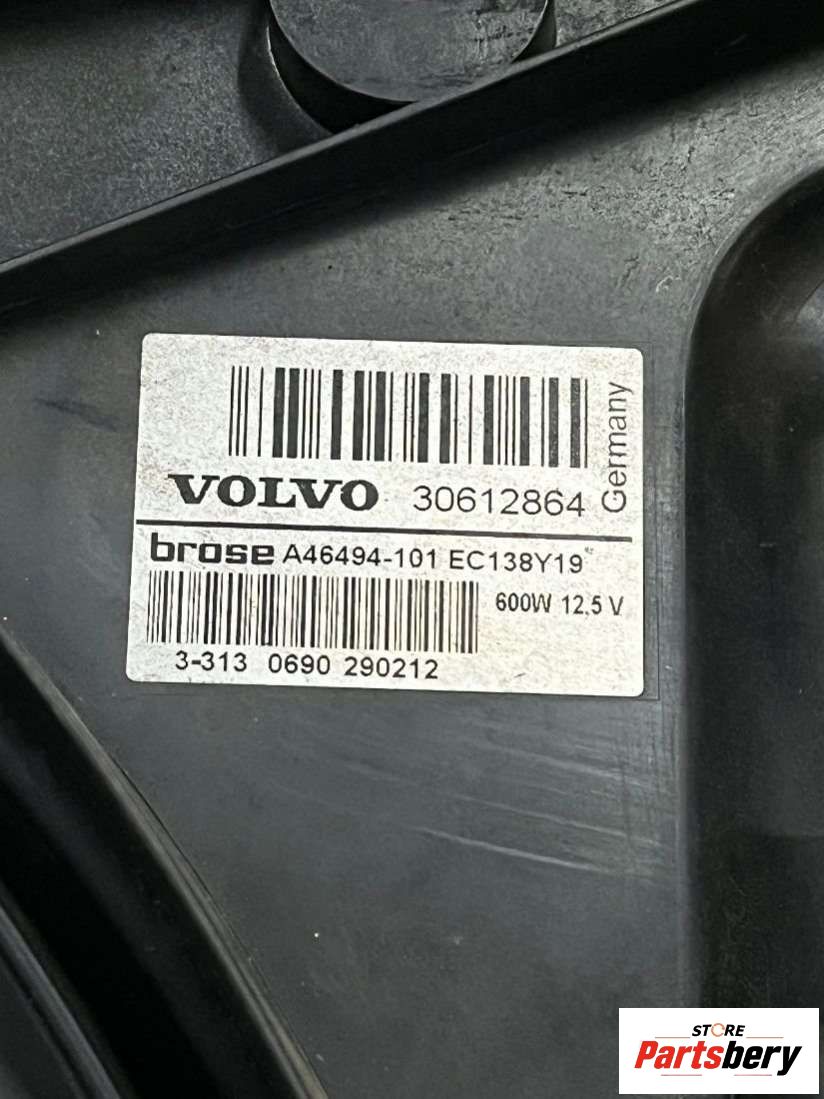 VOLVO 30612864
Germany
brose A46494-101 EC138Y19
600W 12,5 V
3-313 0690 290212
STORE
Partsbery